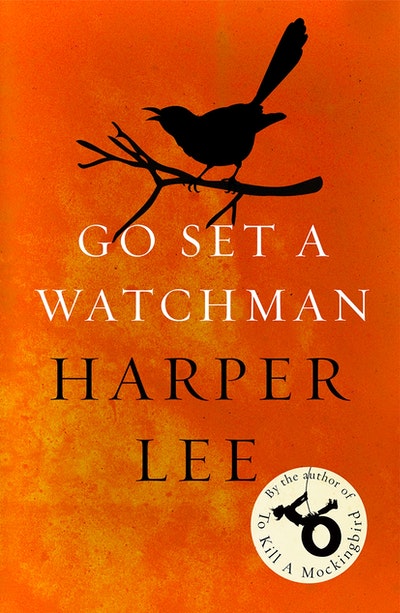 GO SET A
WATCHMAN
HARPER
LEE
By the author of
To Kill A Mockingbird